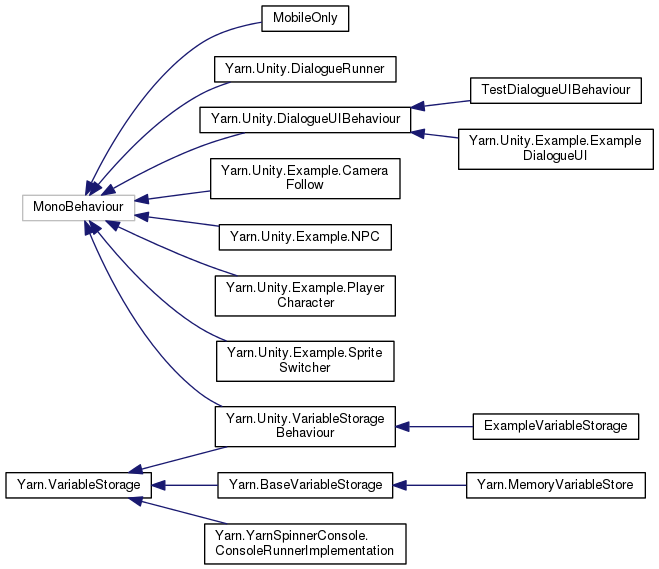 MobileOnly
Yarn.Unity.DialogueRunner
TestDialogueUIBehaviour
Yarn.Unity.DialogueUIBehaviour
Yarn.Unity.Example.Example
DialogueUI
Yarn.Unity.Example.Camera
Follow
MonoBehaviour
Yarn.Unity.Example.NPC
Yarn.Unity.Example.Player
Character
Yarn.Unity.Example.Sprite
Switcher
Yarn.Unity.VariableStorage
Behaviour
ExampleVariableStorage
Yarn.VariableStorage
Yarn.BaseVariableStorage
Yarn.MemoryVariableStore
Yarn.YarnSpinnerConsole.
ConsoleRunnerImplementation